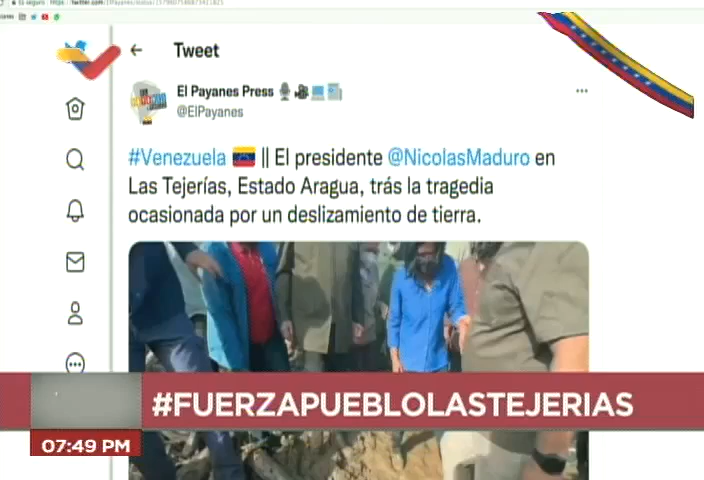 Tweet
El Payanes Press
@ElPayanes
#Venezuela || El presidente @NicolasMaduro en
Las Tejerías, Estado Aragua, trás la tragedia
ocasionada por un deslizamiento de tierra.
#FUERZAPUEBLOLASTEJERIAS
07:49 PM